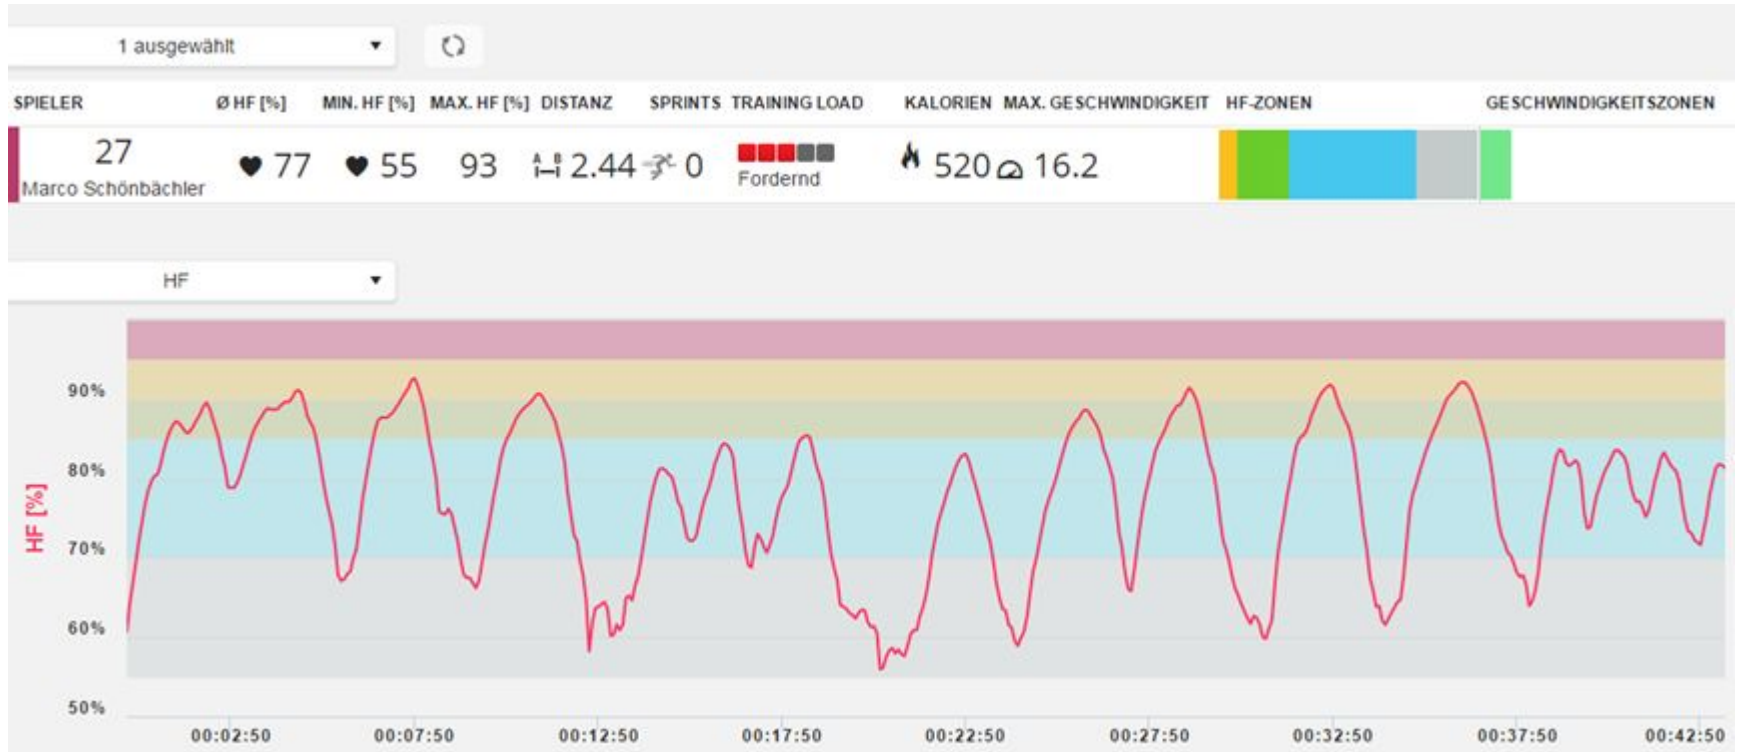 1 ausgewählt
SPIELER Ø HF [%] MIN. HF [%] MAX. HF [%] DISTANZ SPRINTS TRAINING LOAD KALORIEN MAX. GESCHWINDIGKEIT HF-ZONEN GESCHWINDIGKEITSZONEN
27 77 55 93 A B 2.44 0 520 16.2
Marco Schönbächler Fordernd
HF
HF [%]
90%
80%
70%
60%
50%
00:02:50 00:07:50 00:12:50 00:17:50 00:22:50 00:27:50 00:32:50 00:37:50 00:42:50